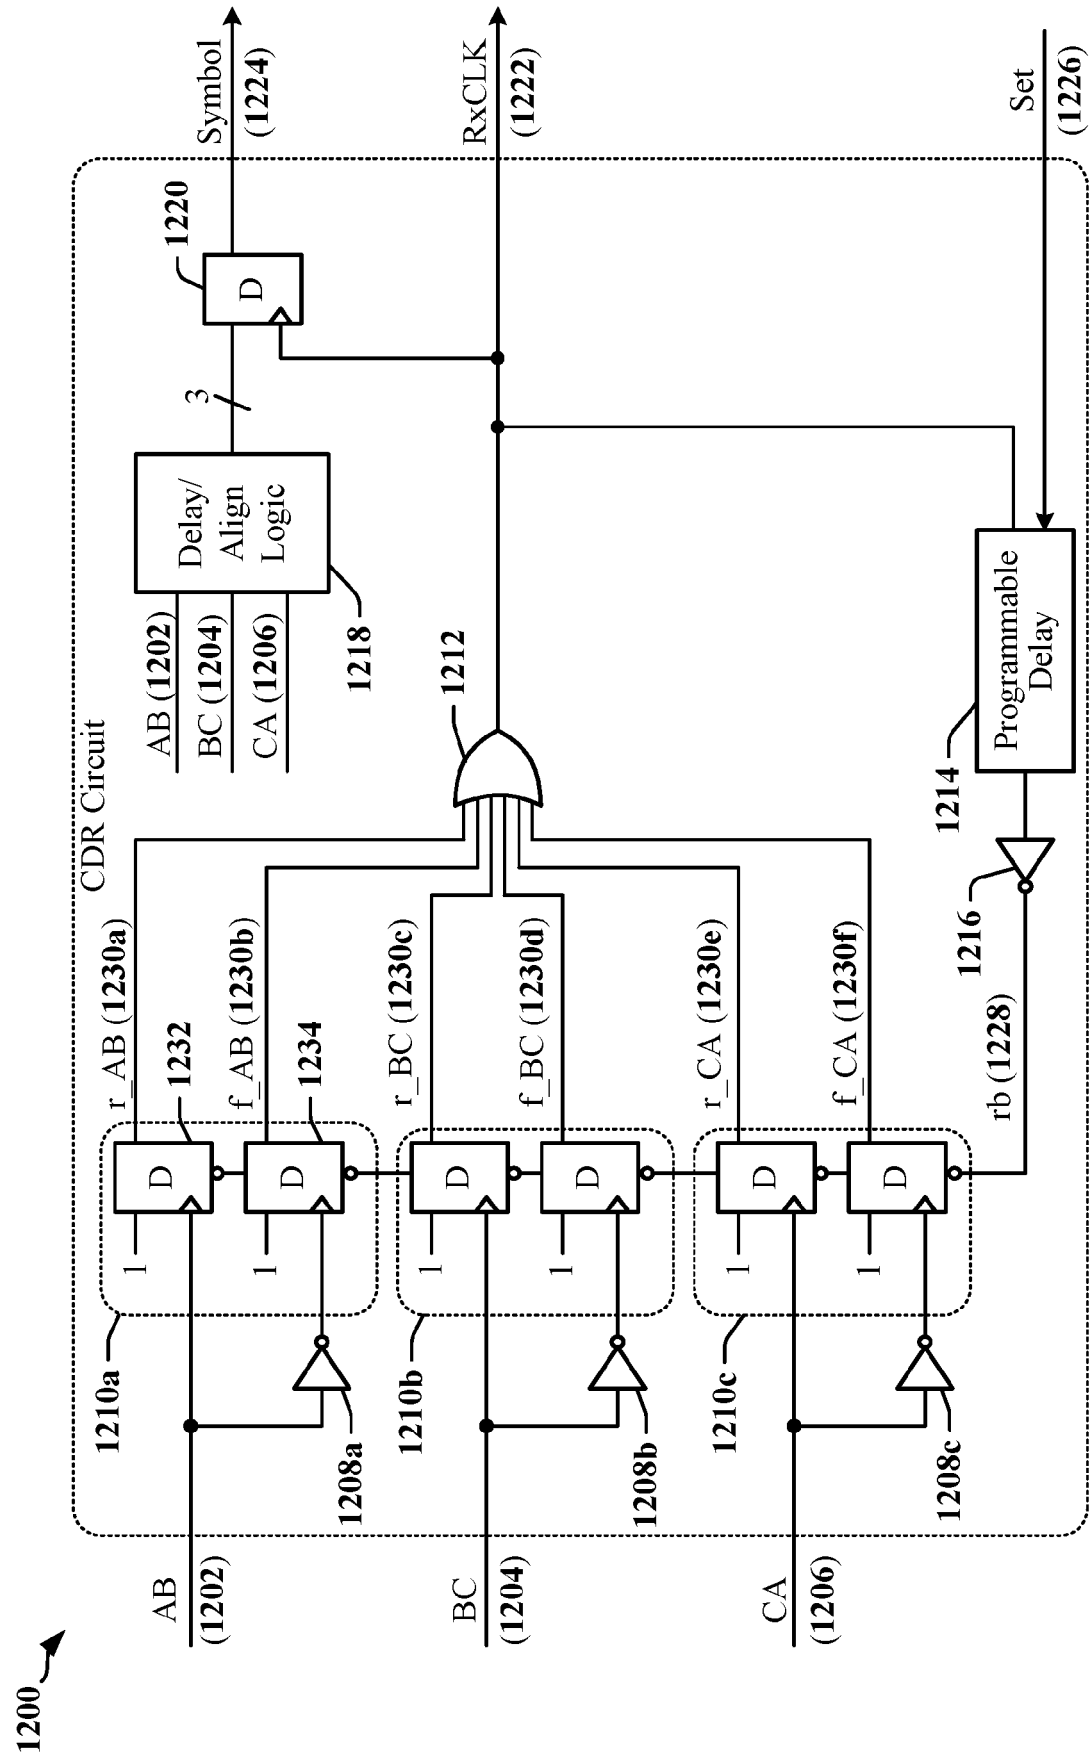 1200
CDR Circuit
AB
(1202)
BC
(1204)
CA
(1206)
1208a
1208b
1208c
1210a
1210b
1210c
1
D
1
D
1
D
1
D
1
D
1
D
1232
1234
r_AB (1230a)
f_AB (1230b)
r_BC (1230c)
f_BC (1230d)
r_CA (1230e)
f_CA (1230f)
rb (1228)
1216
1212
AB (1202)
BC (1204)
CA (1206)
Delay/
Align
Logic
1218
3
D
1220
Programmable
Delay
1214
Symbol
(1224)
RxCLK
(1222)
Set
(1226)